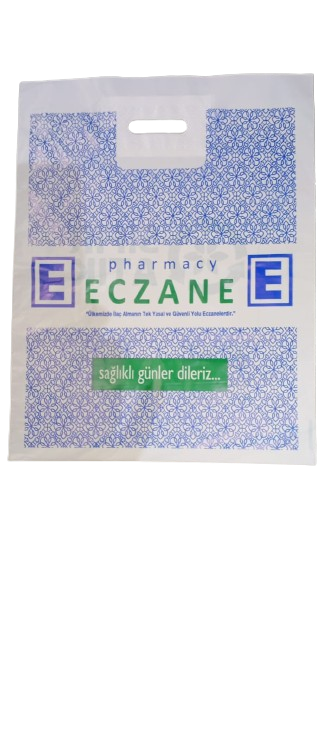 pharmacy
E ECZANE E
"Ülkemizde İlaç Almanın Tek Yasal ve Güvenli Yolu Eczanelerdir."
sağlıklı günler dileriz...